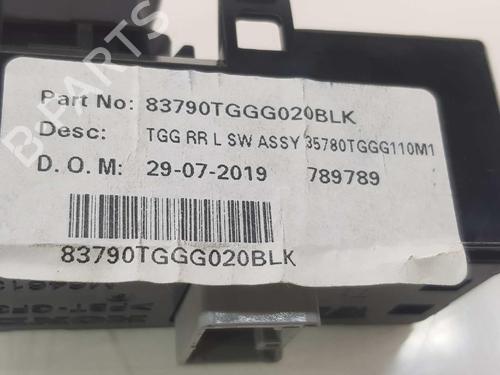 Part No: 83790TGGG020BLK
Desc: TGG RR L SW ASSY 35780TGGG110M1
D. O. M: 29-07-2019 789789
83790TGGG020BLK
B-PARTS